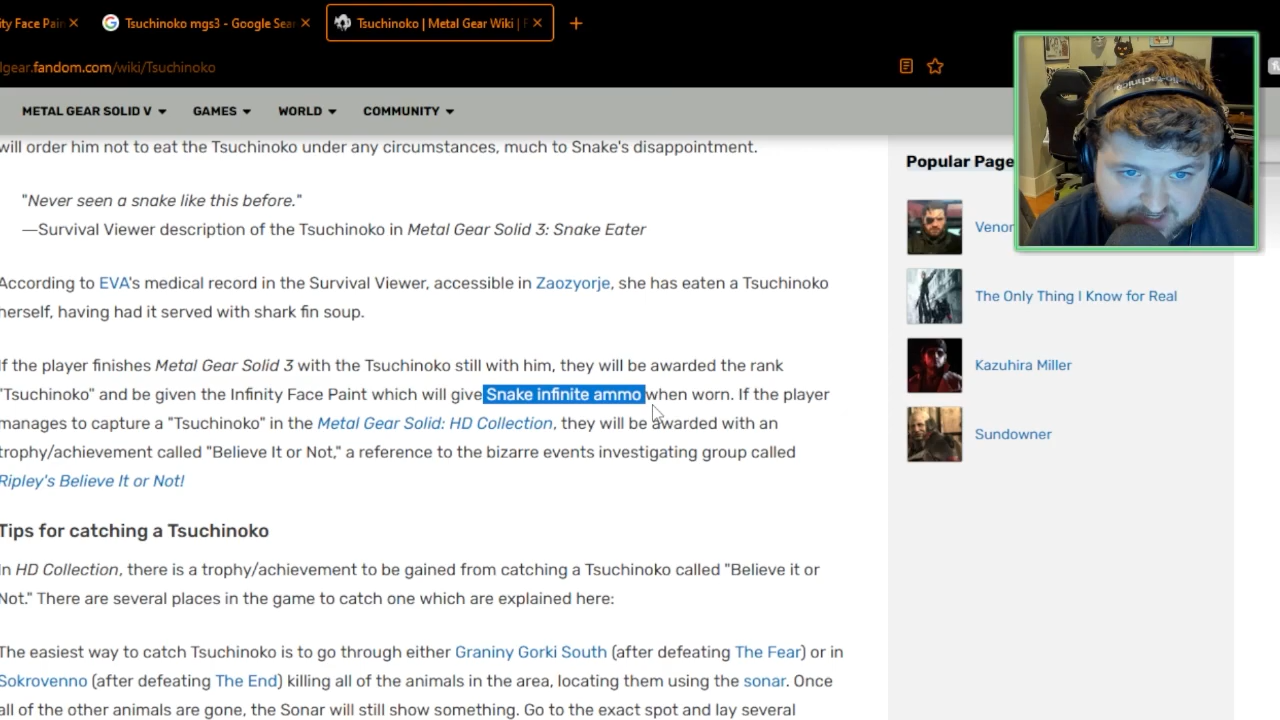 ity Face Pain
Tsuchinoko mgs3 - Google Sea
Tsuchinoko | Metal Gear Wiki | F
lgear.fandom.com/wiki/Tsuchinoko
METAL GEAR SOLID V GAMES WORLD COMMUNITY
will order him not to eat the Tsuchinoko under any circumstances, much to Snake's disappointment.
"Never seen a snake like this before."
—Survival Viewer description of the Tsuchinoko in Metal Gear Solid 3: Snake Eater
According to EVA's medical record in the Survival Viewer, accessible in Zaozyorje, she has eaten a Tsuchinoko
herself, having had it served with shark fin soup.
If the player finishes Metal Gear Solid 3 with the Tsuchinoko still with him, they will be awarded the rank
"Tsuchinoko" and be given the Infinity Face Paint which will give Snake infinite ammo when worn. If the player
manages to capture a "Tsuchinoko" in the Metal Gear Solid: HD Collection, they will be awarded with an
trophy/achievement called "Believe It or Not," a reference to the bizarre events investigating group called
Ripley's Believe It or Not!
Tips for catching a Tsuchinoko
In HD Collection, there is a trophy/achievement to be gained from catching a Tsuchinoko called "Believe it or
Not." There are several places in the game to catch one which are explained here:
The easiest way to catch Tsuchinoko is to go through either Graniny Gorki South (after defeating The Fear) or in
Sokrovenno (after defeating The End) killing all of the animals in the area, locating them using the sonar. Once
all of the other animals are gone, the Sonar will still show something. Go to the exact spot and lay several
Popular Page
Venor
The Only Thing I Know for Real
Kazuhira Miller
Sundowner